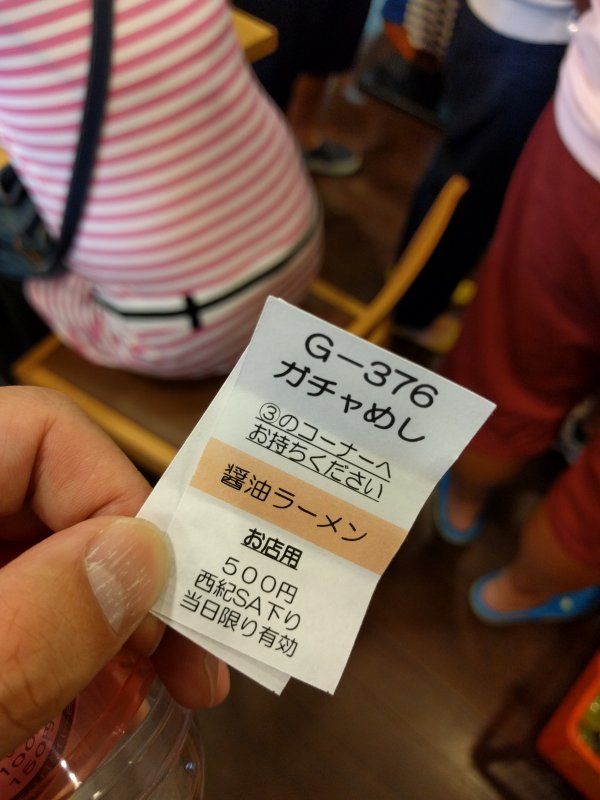 G-376
ガチャめし
③のコーナーへ
お持ちください
醤油ラーメン
お店用
500円
西紀SA下り
当日限り有効
100
150